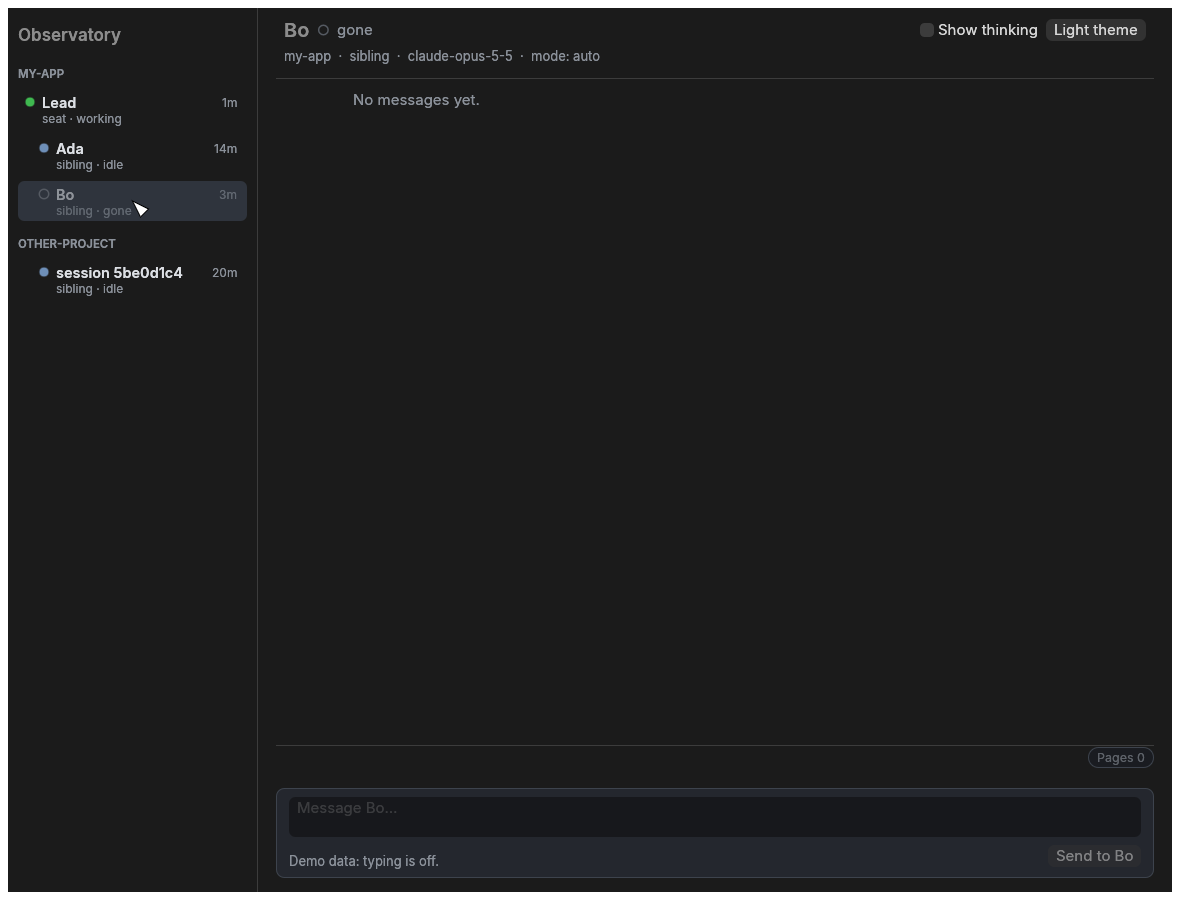 Observatory
MY-APP
Lead 1m
seat · working
Ada 14m
sibling · idle
Bo 3m
sibling · gone
OTHER-PROJECT
session 5be0d1c4 20m
sibling · idle
Bo gone
Show thinking Light theme
my-app · sibling · claude-opus-5-5 · mode: auto
No messages yet.
Pages 0
Message Bo...
Demo data: typing is off.
Send to Bo